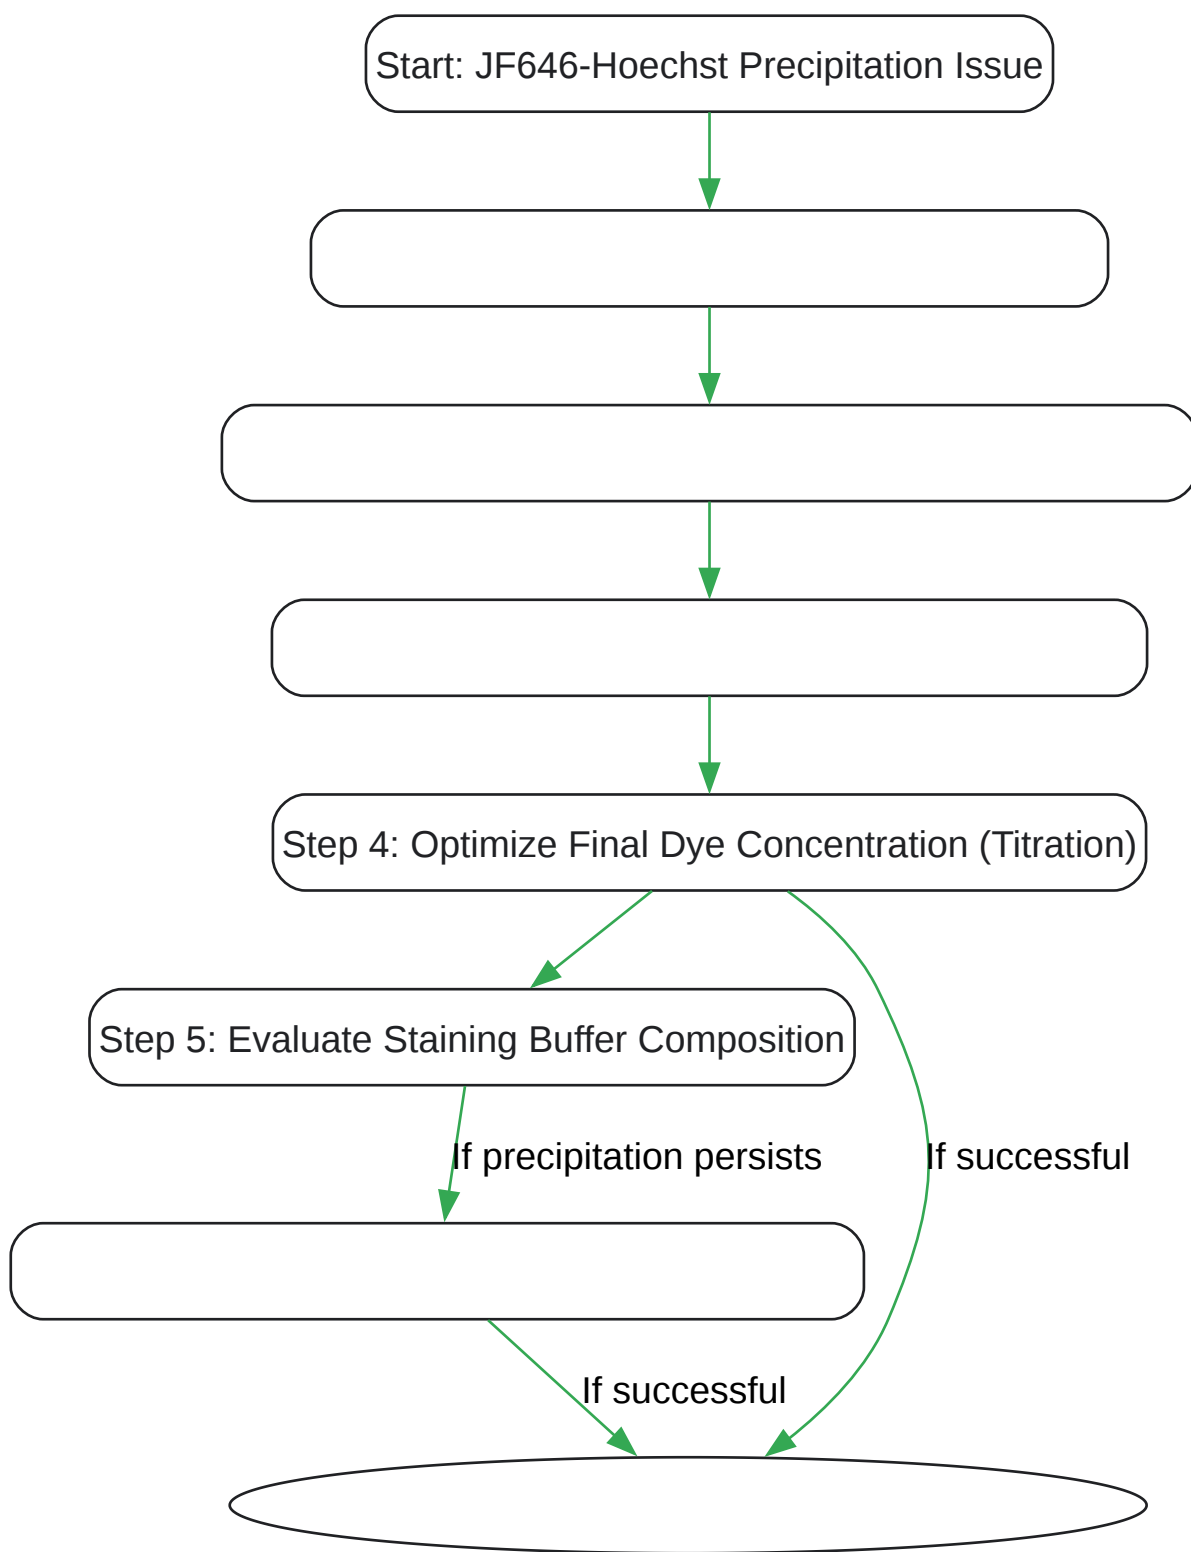 Start: JF646-Hoechst Precipitation Issue
Step 4: Optimize Final Dye Concentration (Titration)
Step 5: Evaluate Staining Buffer Composition
If precipitation persists
If successful
If successful